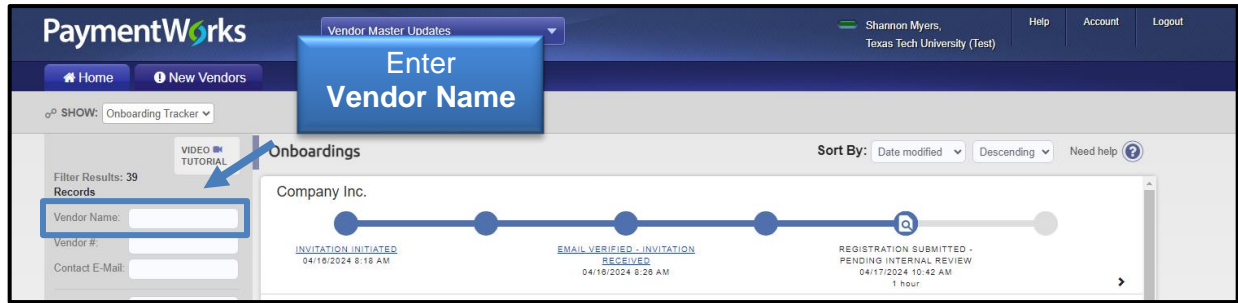 PaymentWorks
Vendor Master Updates
Shannon Myers,
Texas Tech University (Test)
Help
Account
Logout
Home
New Vendors
Enter
Vendor Name
SHOW: Onboarding Tracker
VIDEO
TUTORIAL
Filter Results: 39
Records
Vendor Name:
Vendor #:
Contact E-Mail:
Onboardings
Sort By: Date modified Descending Need help ?
Company Inc.
INVITATION INITIATED
04/16/2024 8:18 AM
EMAIL VERIFIED - INVITATION
RECEIVED
04/16/2024 8:26 AM
REGISTRATION SUBMITTED -
PENDING INTERNAL REVIEW
04/17/2024 10:42 AM
1 hour